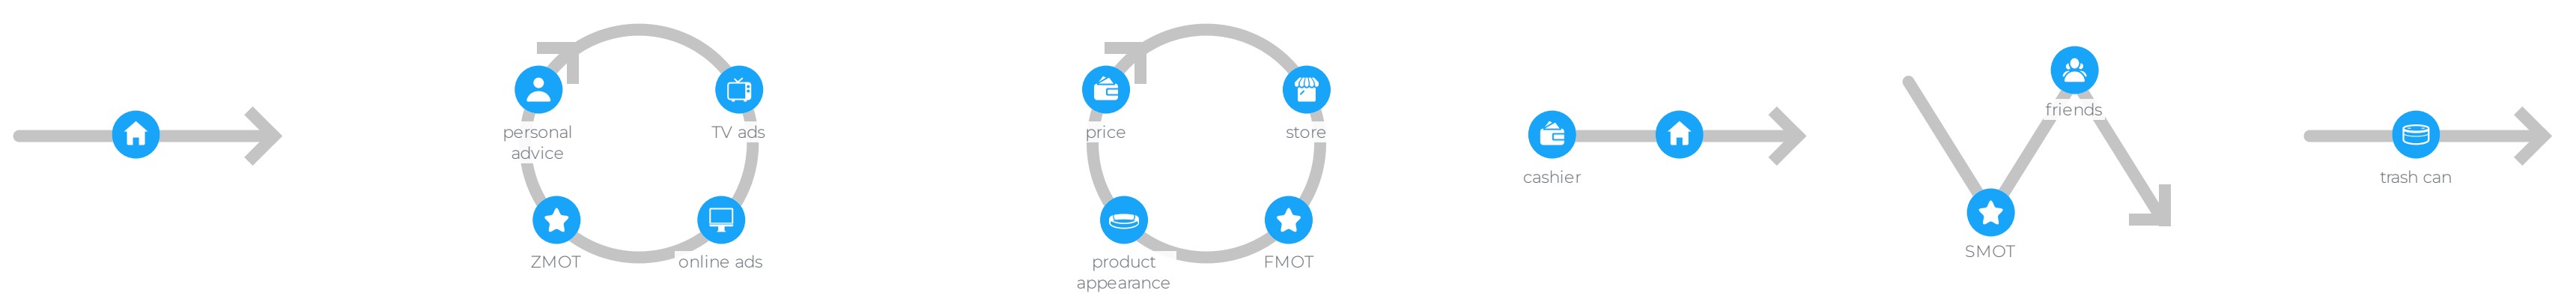 personal
advice
TV ads
ZMOT
online ads
price
store
product
appearance
FMOT
cashier
friends
SMOT
trash can